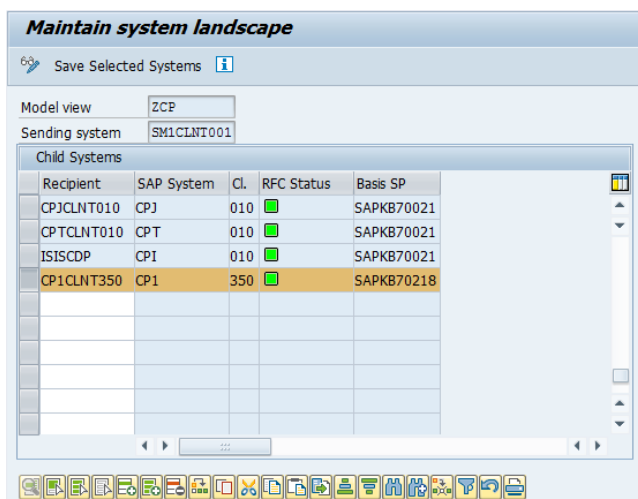 Maintain system landscape
Save Selected Systems
Model view ZCP
Sending system SM1CLNT001
Child Systems
Recipient SAP System Cl. RFC Status Basis SP
CPJCLNT010 CPJ 010 SAPKB70021
CPTCLNT010 CPT 010 SAPKB70021
ISISCDP CPI 010 SAPKB70021
CP1CLNT350 CP1 350 SAPKB70218